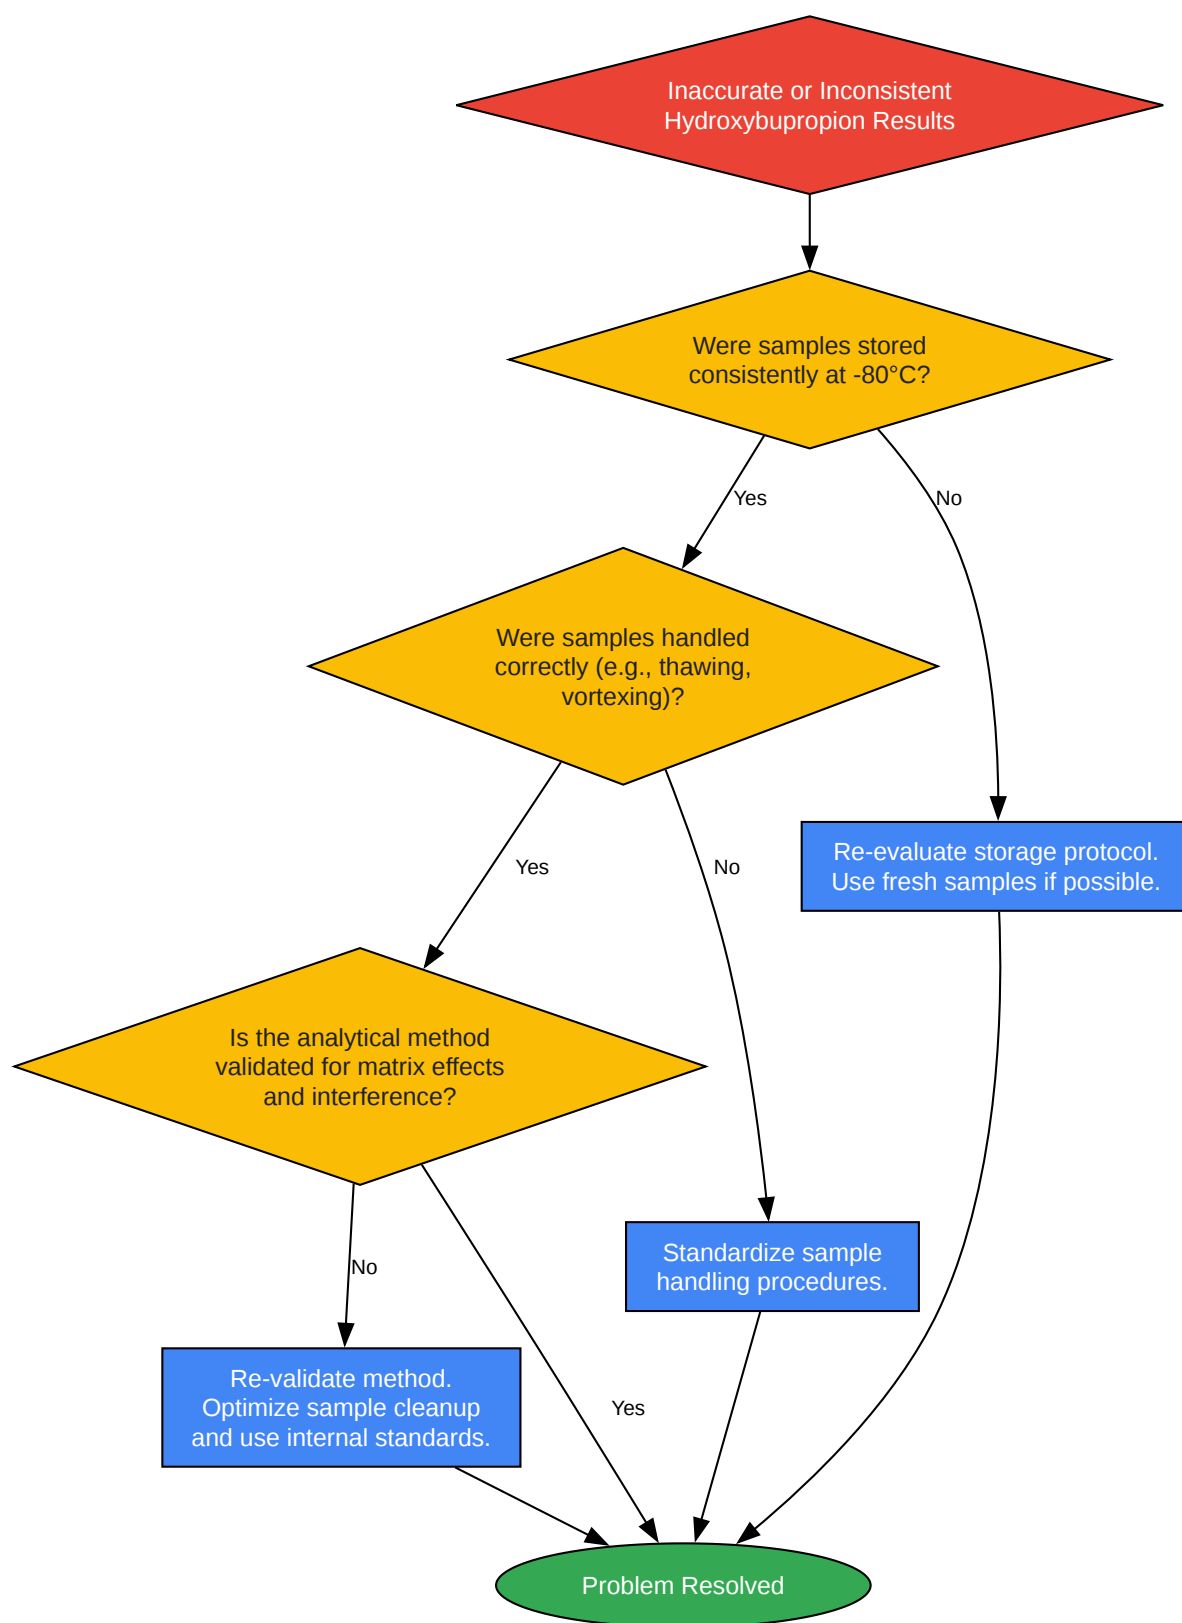 Inaccurate or Inconsistent
Hydroxybupropion Results
Were samples stored
consistently at -80°C?
Yes
No
Were samples handled
correctly (e.g., thawing,
vortexing)?
Re-evaluate storage protocol.
Use fresh samples if possible.
Yes
No
Is the analytical method
validated for matrix effects
and interference?
Standardize sample
handling procedures.
No
Re-validate method.
Optimize sample cleanup
and use internal standards.
Yes
Problem Resolved